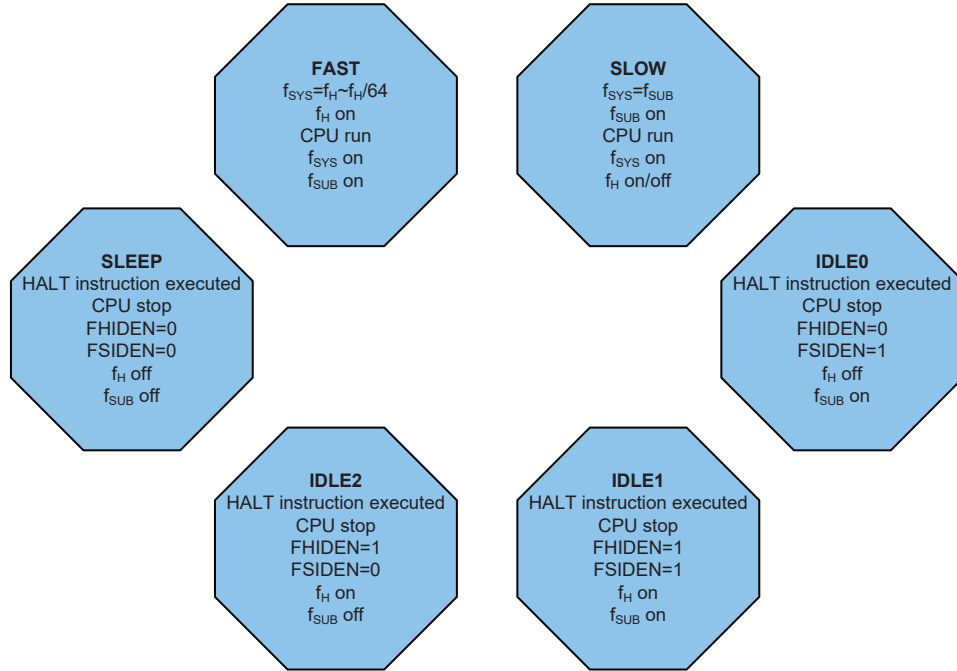 FAST
fSYS=fH~fH/64
fH on
CPU run
fSYS on
fSUB on
SLOW
fSYS=fSUB
fSUB on
CPU run
fSYS on
fH on/off
SLEEP
HALT instruction executed
CPU stop
FHIDEN=0
FSIDEN=0
fH off
fSUB off
IDLE0
HALT instruction executed
CPU stop
FHIDEN=0
FSIDEN=1
fH off
fSUB on
IDLE2
HALT instruction executed
CPU stop
FHIDEN=1
FSIDEN=0
fH on
fSUB off
IDLE1
HALT instruction executed
CPU stop
FHIDEN=1
FSIDEN=1
fH on
fSUB on